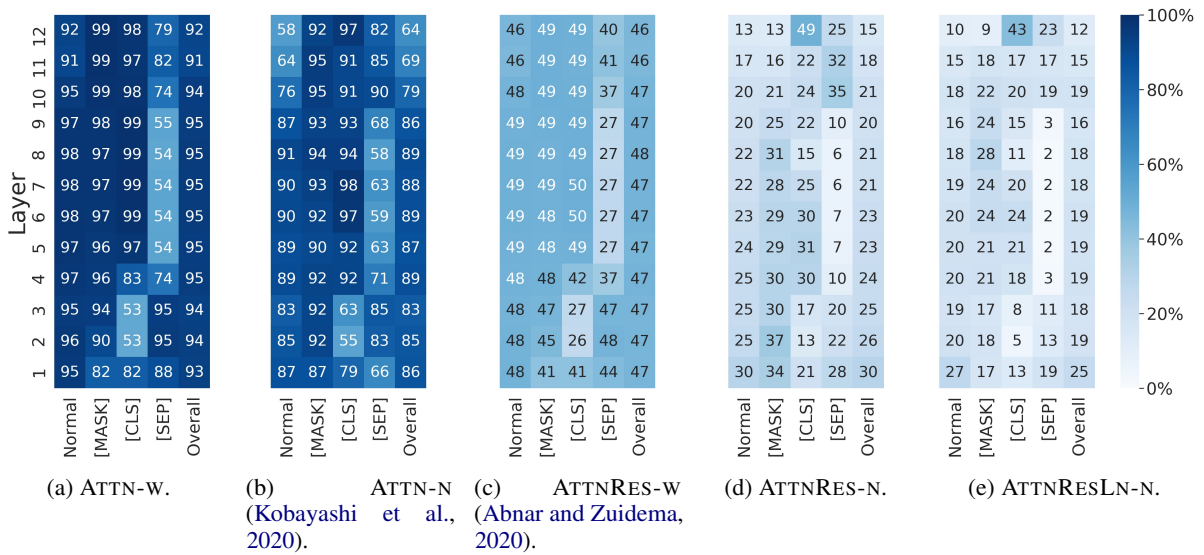 Layer
12 92 99 98 79 92 58 92 97 82 64 46 49 49 40 46 13 13 49 25 15 10 9 43 23 12 100%
11 91 99 97 82 91 64 95 91 85 69 46 49 49 41 46 17 16 22 32 18 15 18 17 17 15
10 95 99 98 74 94 76 95 91 90 79 48 49 49 37 47 20 21 24 35 21 18 22 20 19 19 80%
9 97 98 99 55 95 87 93 93 68 86 49 49 49 27 47 20 25 22 10 20 16 24 15 3 16
8 98 97 99 54 95 91 94 94 58 89 49 49 49 27 48 22 31 15 6 21 18 28 11 2 18 60%
7 98 97 99 54 95 90 93 98 63 88 49 49 50 27 47 22 28 25 6 21 19 24 20 2 18
6 98 97 99 54 95 90 92 97 59 89 49 48 50 27 47 23 29 30 7 23 20 24 24 2 19
5 97 96 97 54 95 89 90 92 63 87 49 48 49 27 47 24 29 31 7 23 20 21 21 2 19 40%
4 97 96 83 74 95 89 92 92 71 89 48 48 42 37 47 25 30 30 10 24 20 21 18 3 19
3 95 94 53 95 94 83 92 63 85 83 48 47 27 47 47 25 30 17 20 25 19 17 8 11 18 20%
2 96 90 53 95 94 85 92 55 83 85 48 45 26 48 47 25 37 13 22 26 20 18 5 13 19
1 95 82 82 88 93 87 87 79 66 86 48 41 41 44 47 30 34 21 28 30 27 17 13 19 25 0%
Normal [MASK] [CLS] [SEP] Overall Normal [MASK] [CLS] [SEP] Overall Normal [MASK] [CLS] [SEP] Overall Normal [MASK] [CLS] [SEP] Overall Normal [MASK] [CLS] [SEP] Overall
(a) ATTN-W.
(b) ATTN-N
(Kobayashi et al.,
2020).
(c) ATTNRES-W
(Abnar and Zuidema,
2020).
(d) ATTNRES-N.
(e) ATTNRESLN-N.